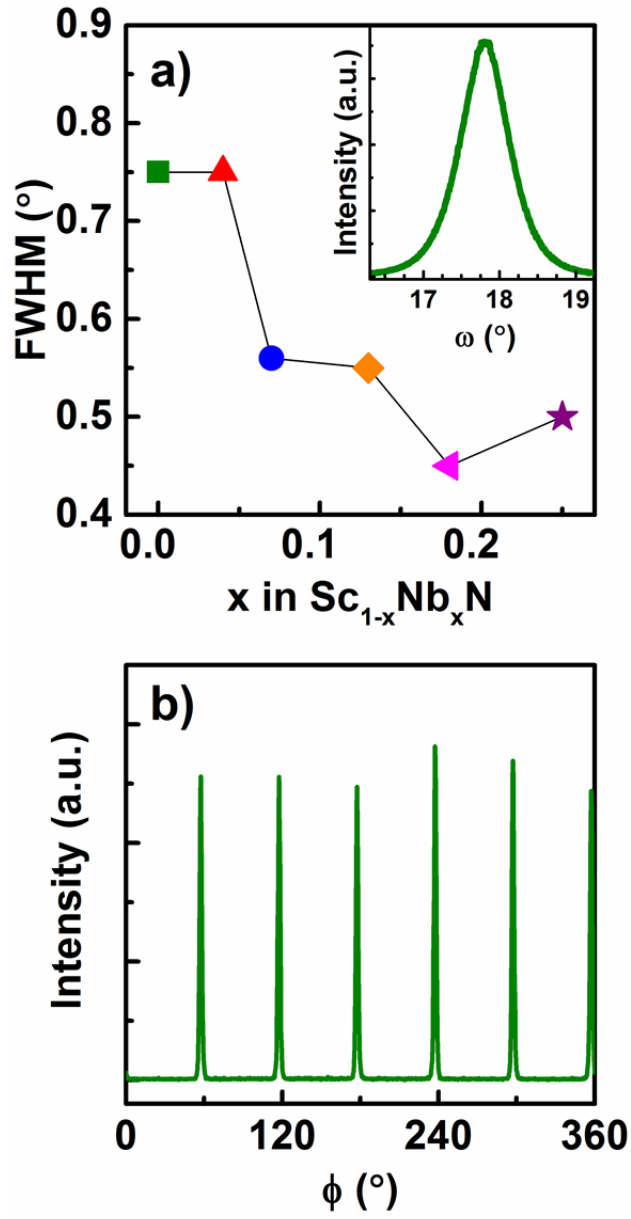 a)
0.9
0.8
0.7
0.6
0.5
0.4
FWHM (°)
0.0 0.1 0.2
x in Sc₁₋ₓNbₓN
Intensity (a.u.)
17 18 19
ω (°)
b)
Intensity (a.u.)
0 120 240 360
ϕ (°)